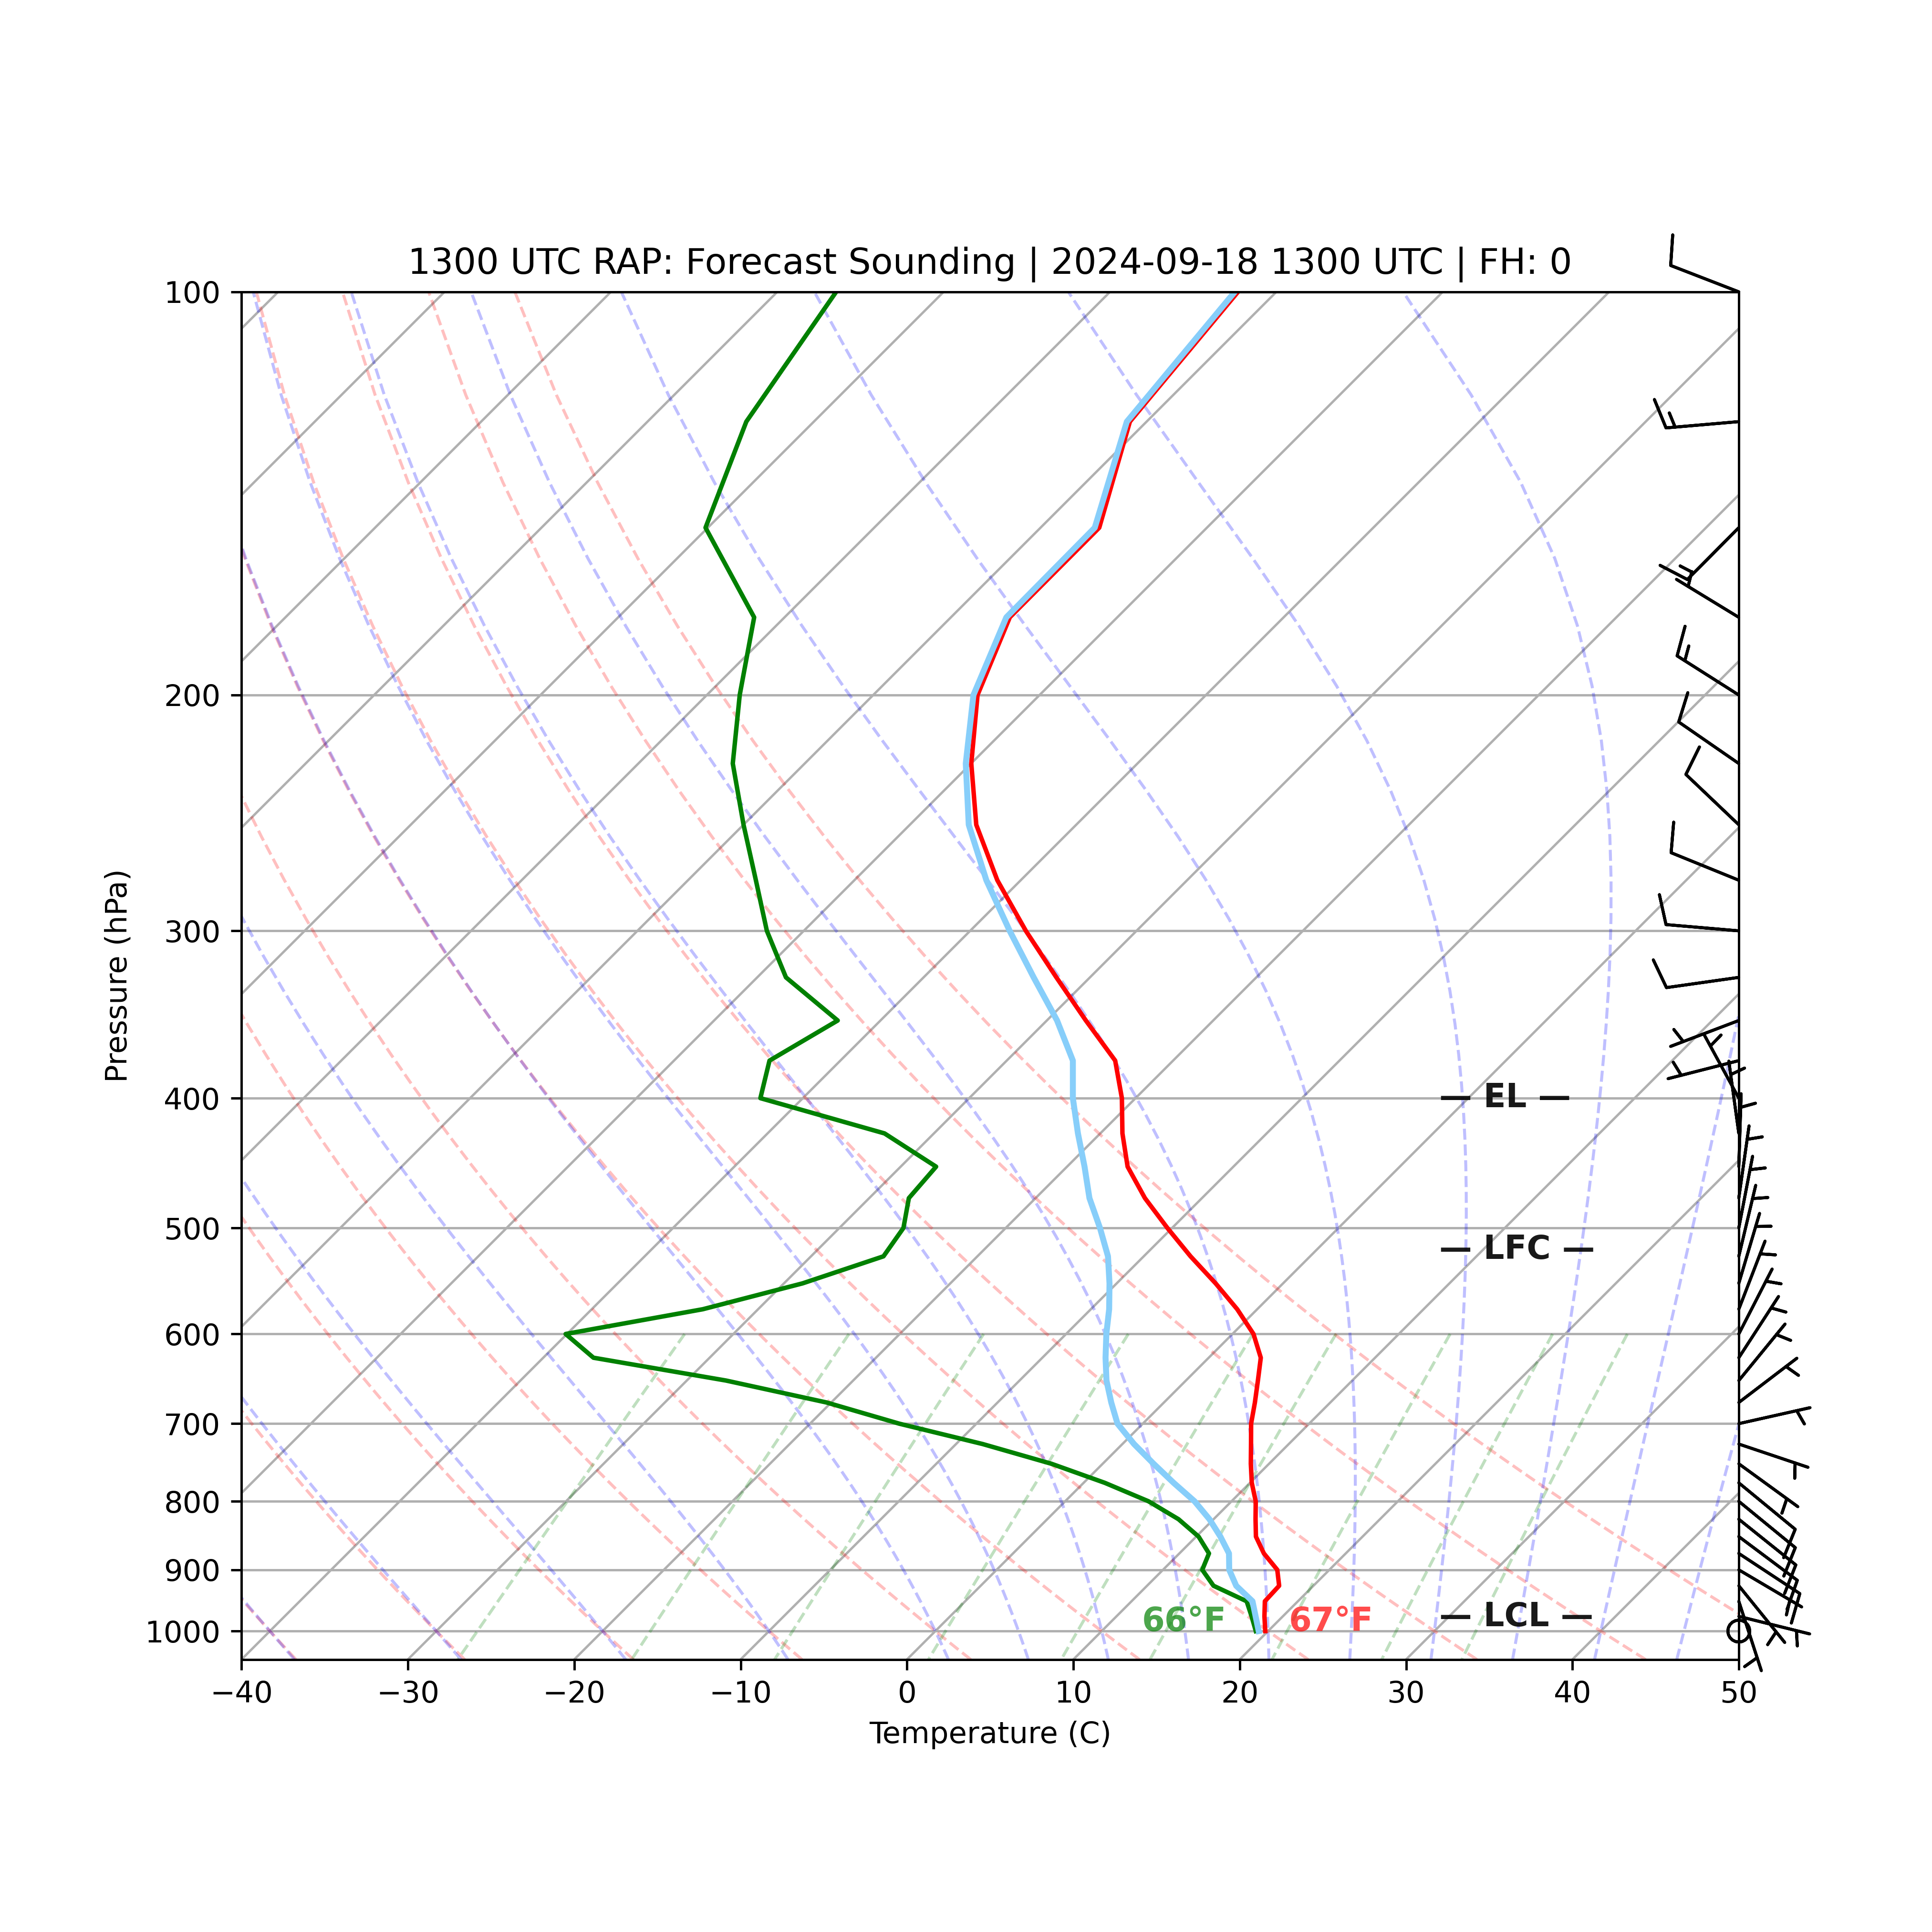 1300 UTC RAP: Forecast Sounding | 2024-09-18 1300 UTC | FH: 0
100
200
300
400
500
600
700
800
900
1000
Pressure (hPa)
— EL —
— LFC —
— LCL —
66°F 67°F
−40 −30 −20 −10 0 10 20 30 40 50
Temperature (C)